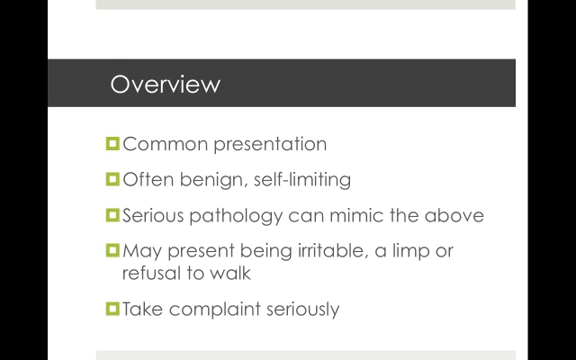 Overview
Common presentation
Often benign, self-limiting
Serious pathology can mimic the above
May present being irritable, a limp or
refusal to walk
Take complaint seriously